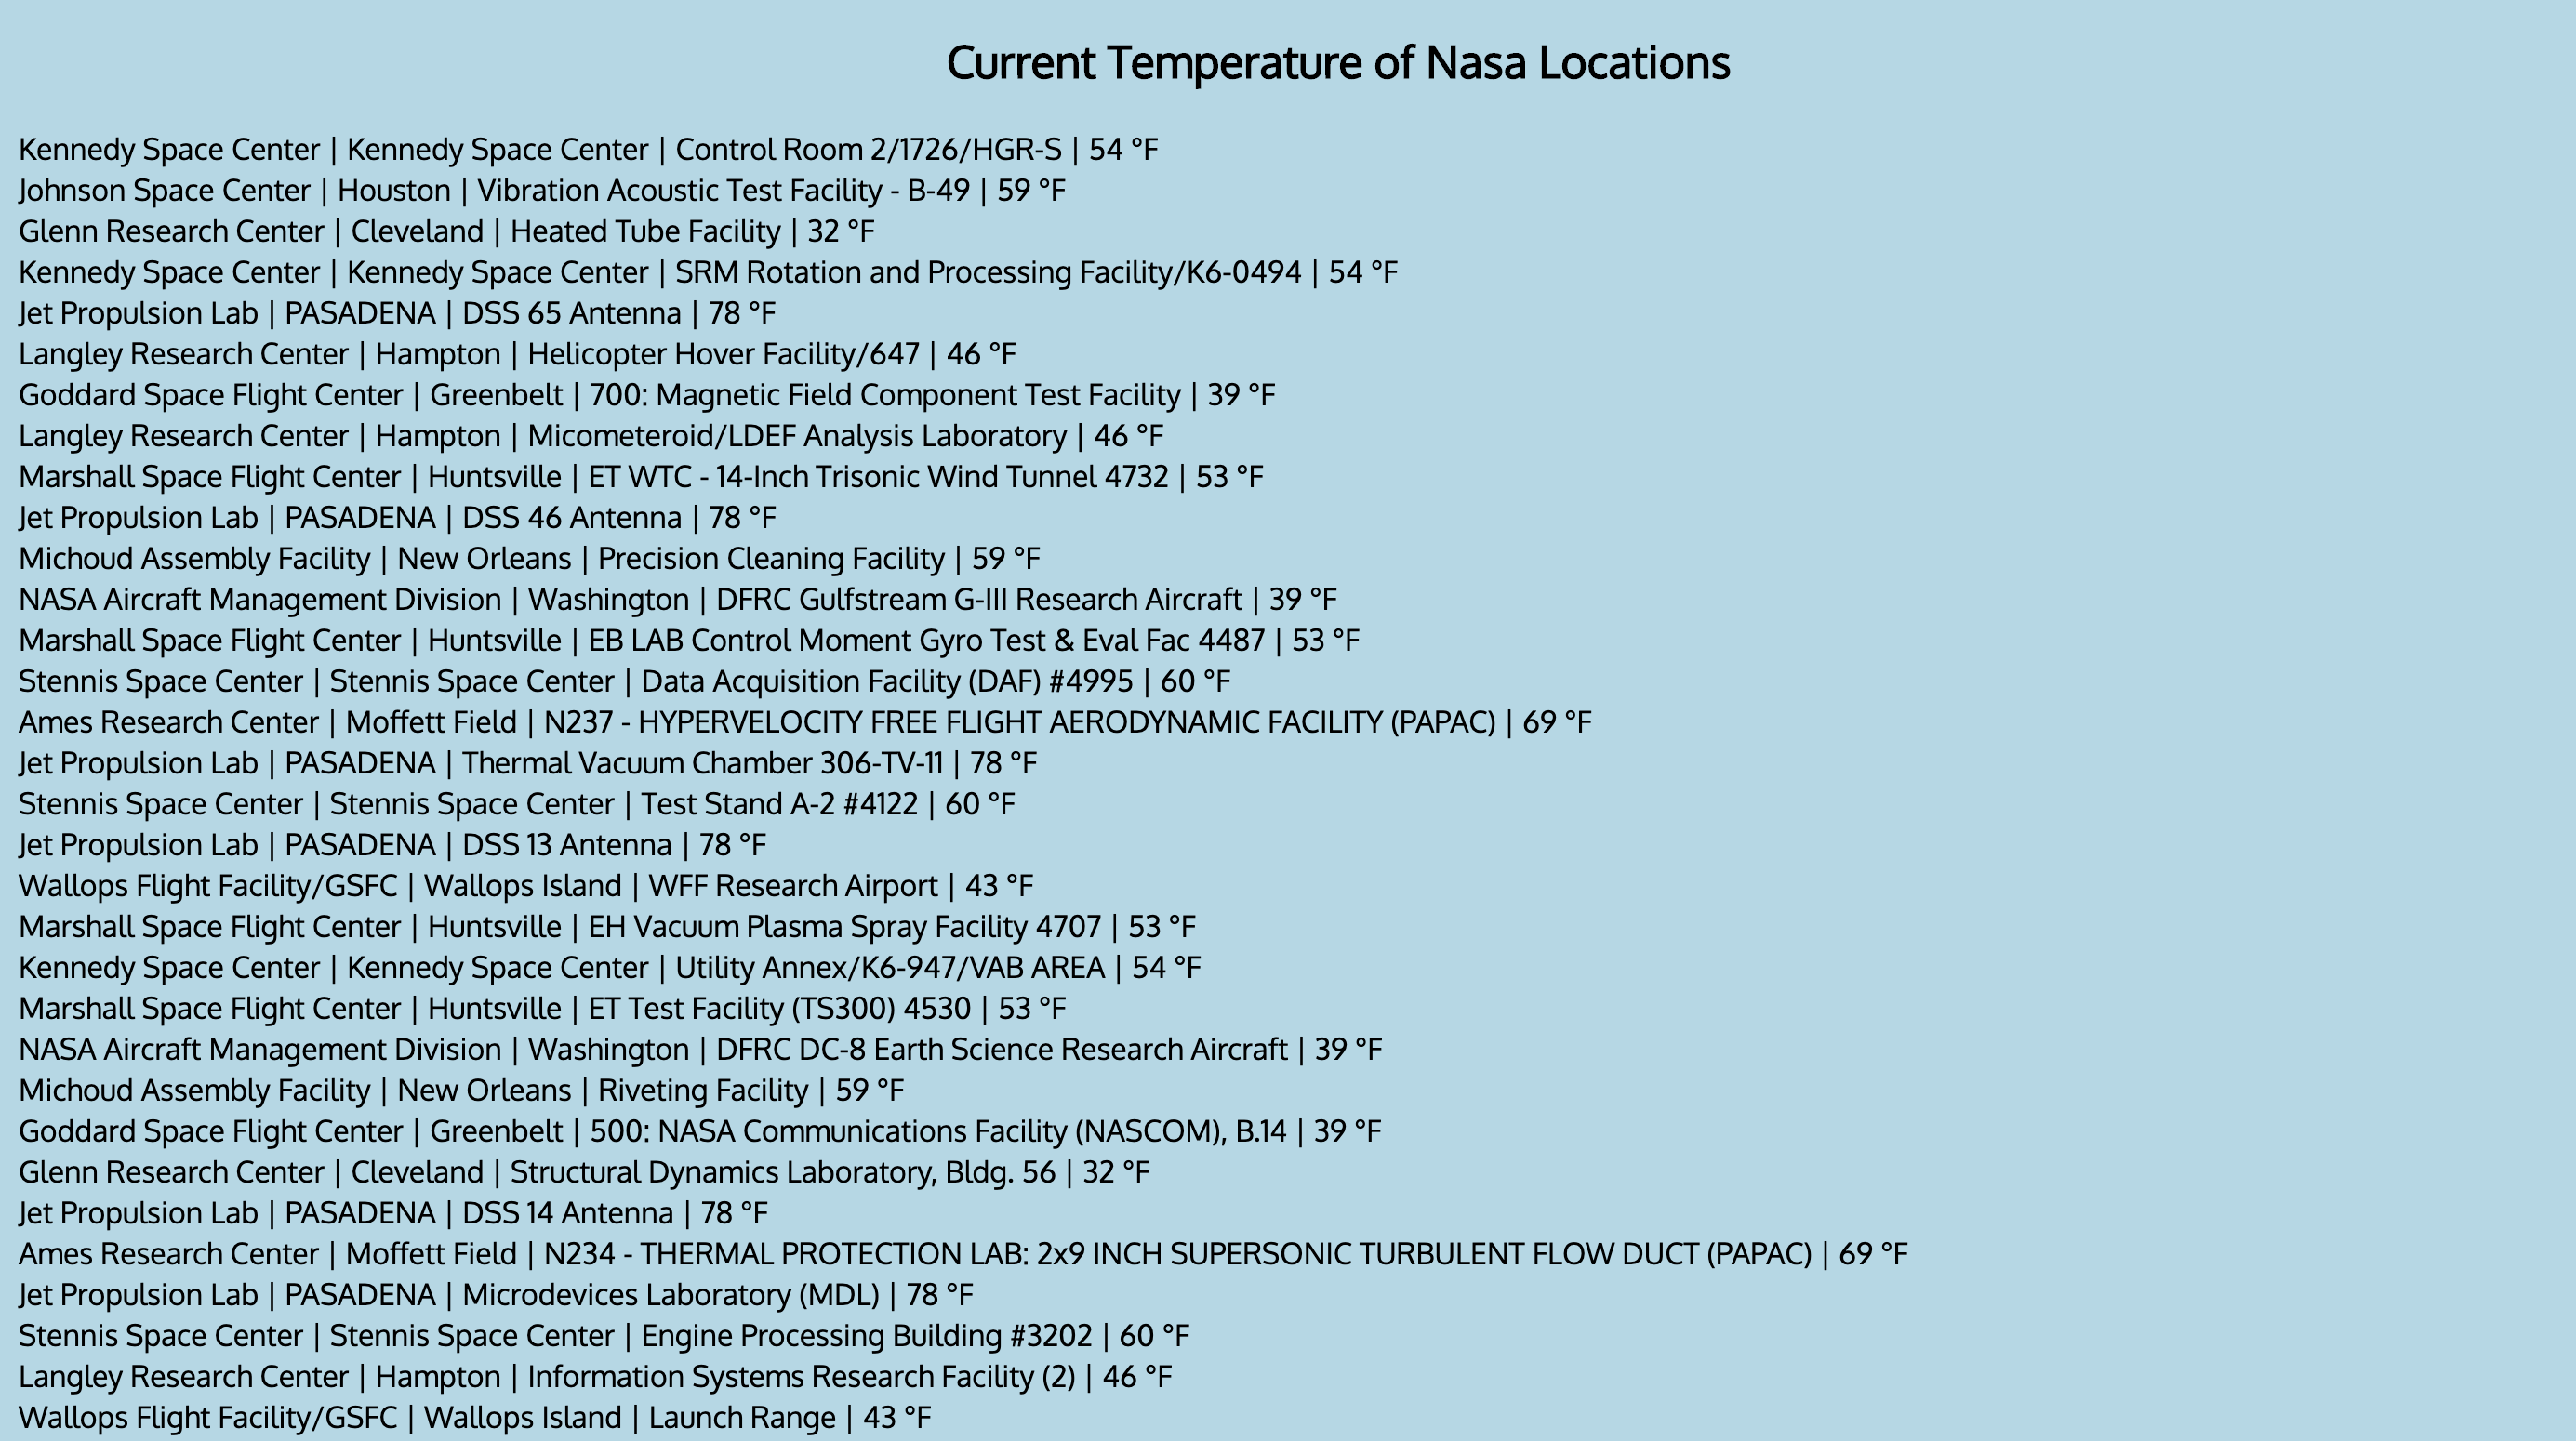 Current Temperature of Nasa Locations
Kennedy Space Center | Kennedy Space Center | Control Room 2/1726/HGR-S | 54 °F
Johnson Space Center | Houston | Vibration Acoustic Test Facility - B-49 | 59 °F
Glenn Research Center | Cleveland | Heated Tube Facility | 32 °F
Kennedy Space Center | Kennedy Space Center | SRM Rotation and Processing Facility/K6-0494 | 54 °F
Jet Propulsion Lab | PASADENA | DSS 65 Antenna | 78 °F
Langley Research Center | Hampton | Helicopter Hover Facility/647 | 46 °F
Goddard Space Flight Center | Greenbelt | 700: Magnetic Field Component Test Facility | 39 °F
Langley Research Center | Hampton | Micometeroid/LDEF Analysis Laboratory | 46 °F
Marshall Space Flight Center | Huntsville | ET WTC - 14-Inch Trisonic Wind Tunnel 4732 | 53 °F
Jet Propulsion Lab | PASADENA | DSS 46 Antenna | 78 °F
Michoud Assembly Facility | New Orleans | Precision Cleaning Facility | 59 °F
NASA Aircraft Management Division | Washington | DFRC Gulfstream G-III Research Aircraft | 39 °F
Marshall Space Flight Center | Huntsville | EB LAB Control Moment Gyro Test & Eval Fac 4487 | 53 °F
Stennis Space Center | Stennis Space Center | Data Acquisition Facility (DAF) #4995 | 60 °F
Ames Research Center | Moffett Field | N237 - HYPERVELOCITY FREE FLIGHT AERODYNAMIC FACILITY (PAPAC) | 69 °F
Jet Propulsion Lab | PASADENA | Thermal Vacuum Chamber 306-TV-11 | 78 °F
Stennis Space Center | Stennis Space Center | Test Stand A-2 #4122 | 60 °F
Jet Propulsion Lab | PASADENA | DSS 13 Antenna | 78 °F
Wallops Flight Facility/GSFC | Wallops Island | WFF Research Airport | 43 °F
Marshall Space Flight Center | Huntsville | EH Vacuum Plasma Spray Facility 4707 | 53 °F
Kennedy Space Center | Kennedy Space Center | Utility Annex/K6-947/VAB AREA | 54 °F
Marshall Space Flight Center | Huntsville | ET Test Facility (TS300) 4530 | 53 °F
NASA Aircraft Management Division | Washington | DFRC DC-8 Earth Science Research Aircraft | 39 °F
Michoud Assembly Facility | New Orleans | Riveting Facility | 59 °F
Goddard Space Flight Center | Greenbelt | 500: NASA Communications Facility (NASCOM), B.14 | 39 °F
Glenn Research Center | Cleveland | Structural Dynamics Laboratory, Bldg. 56 | 32 °F
Jet Propulsion Lab | PASADENA | DSS 14 Antenna | 78 °F
Ames Research Center | Moffett Field | N234 - THERMAL PROTECTION LAB: 2x9 INCH SUPERSONIC TURBULENT FLOW DUCT (PAPAC) | 69 °F
Jet Propulsion Lab | PASADENA | Microdevices Laboratory (MDL) | 78 °F
Stennis Space Center | Stennis Space Center | Engine Processing Building #3202 | 60 °F
Langley Research Center | Hampton | Information Systems Research Facility (2) | 46 °F
Wallops Flight Facility/GSFC | Wallops Island | Launch Range | 43 °F